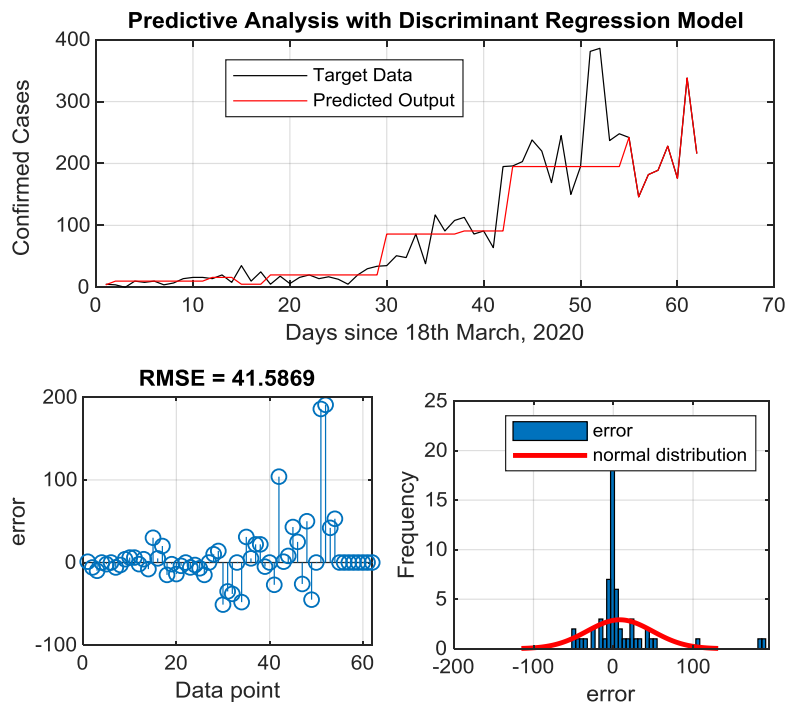 Predictive Analysis with Discriminant Regression Model
400
300
200
100
0
Confirmed Cases
Target Data
Predicted Output
0 10 20 30 40 50 60 70
Days since 18th March, 2020
RMSE = 41.5869
200
100
0
-100
error
0 20 40 60
Data point
25
20
15
10
5
0
Frequency
error
normal distribution
-200 -100 0 100
error